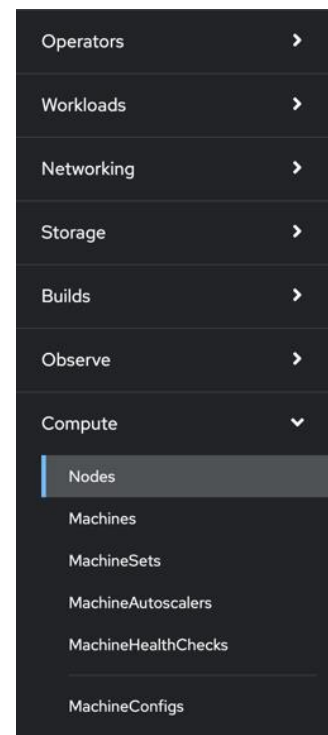 Operators
Workloads
Networking
Storage
Builds
Observe
Compute
Nodes
Machines
MachineSets
MachineAutoscalers
MachineHealthChecks
MachineConfigs